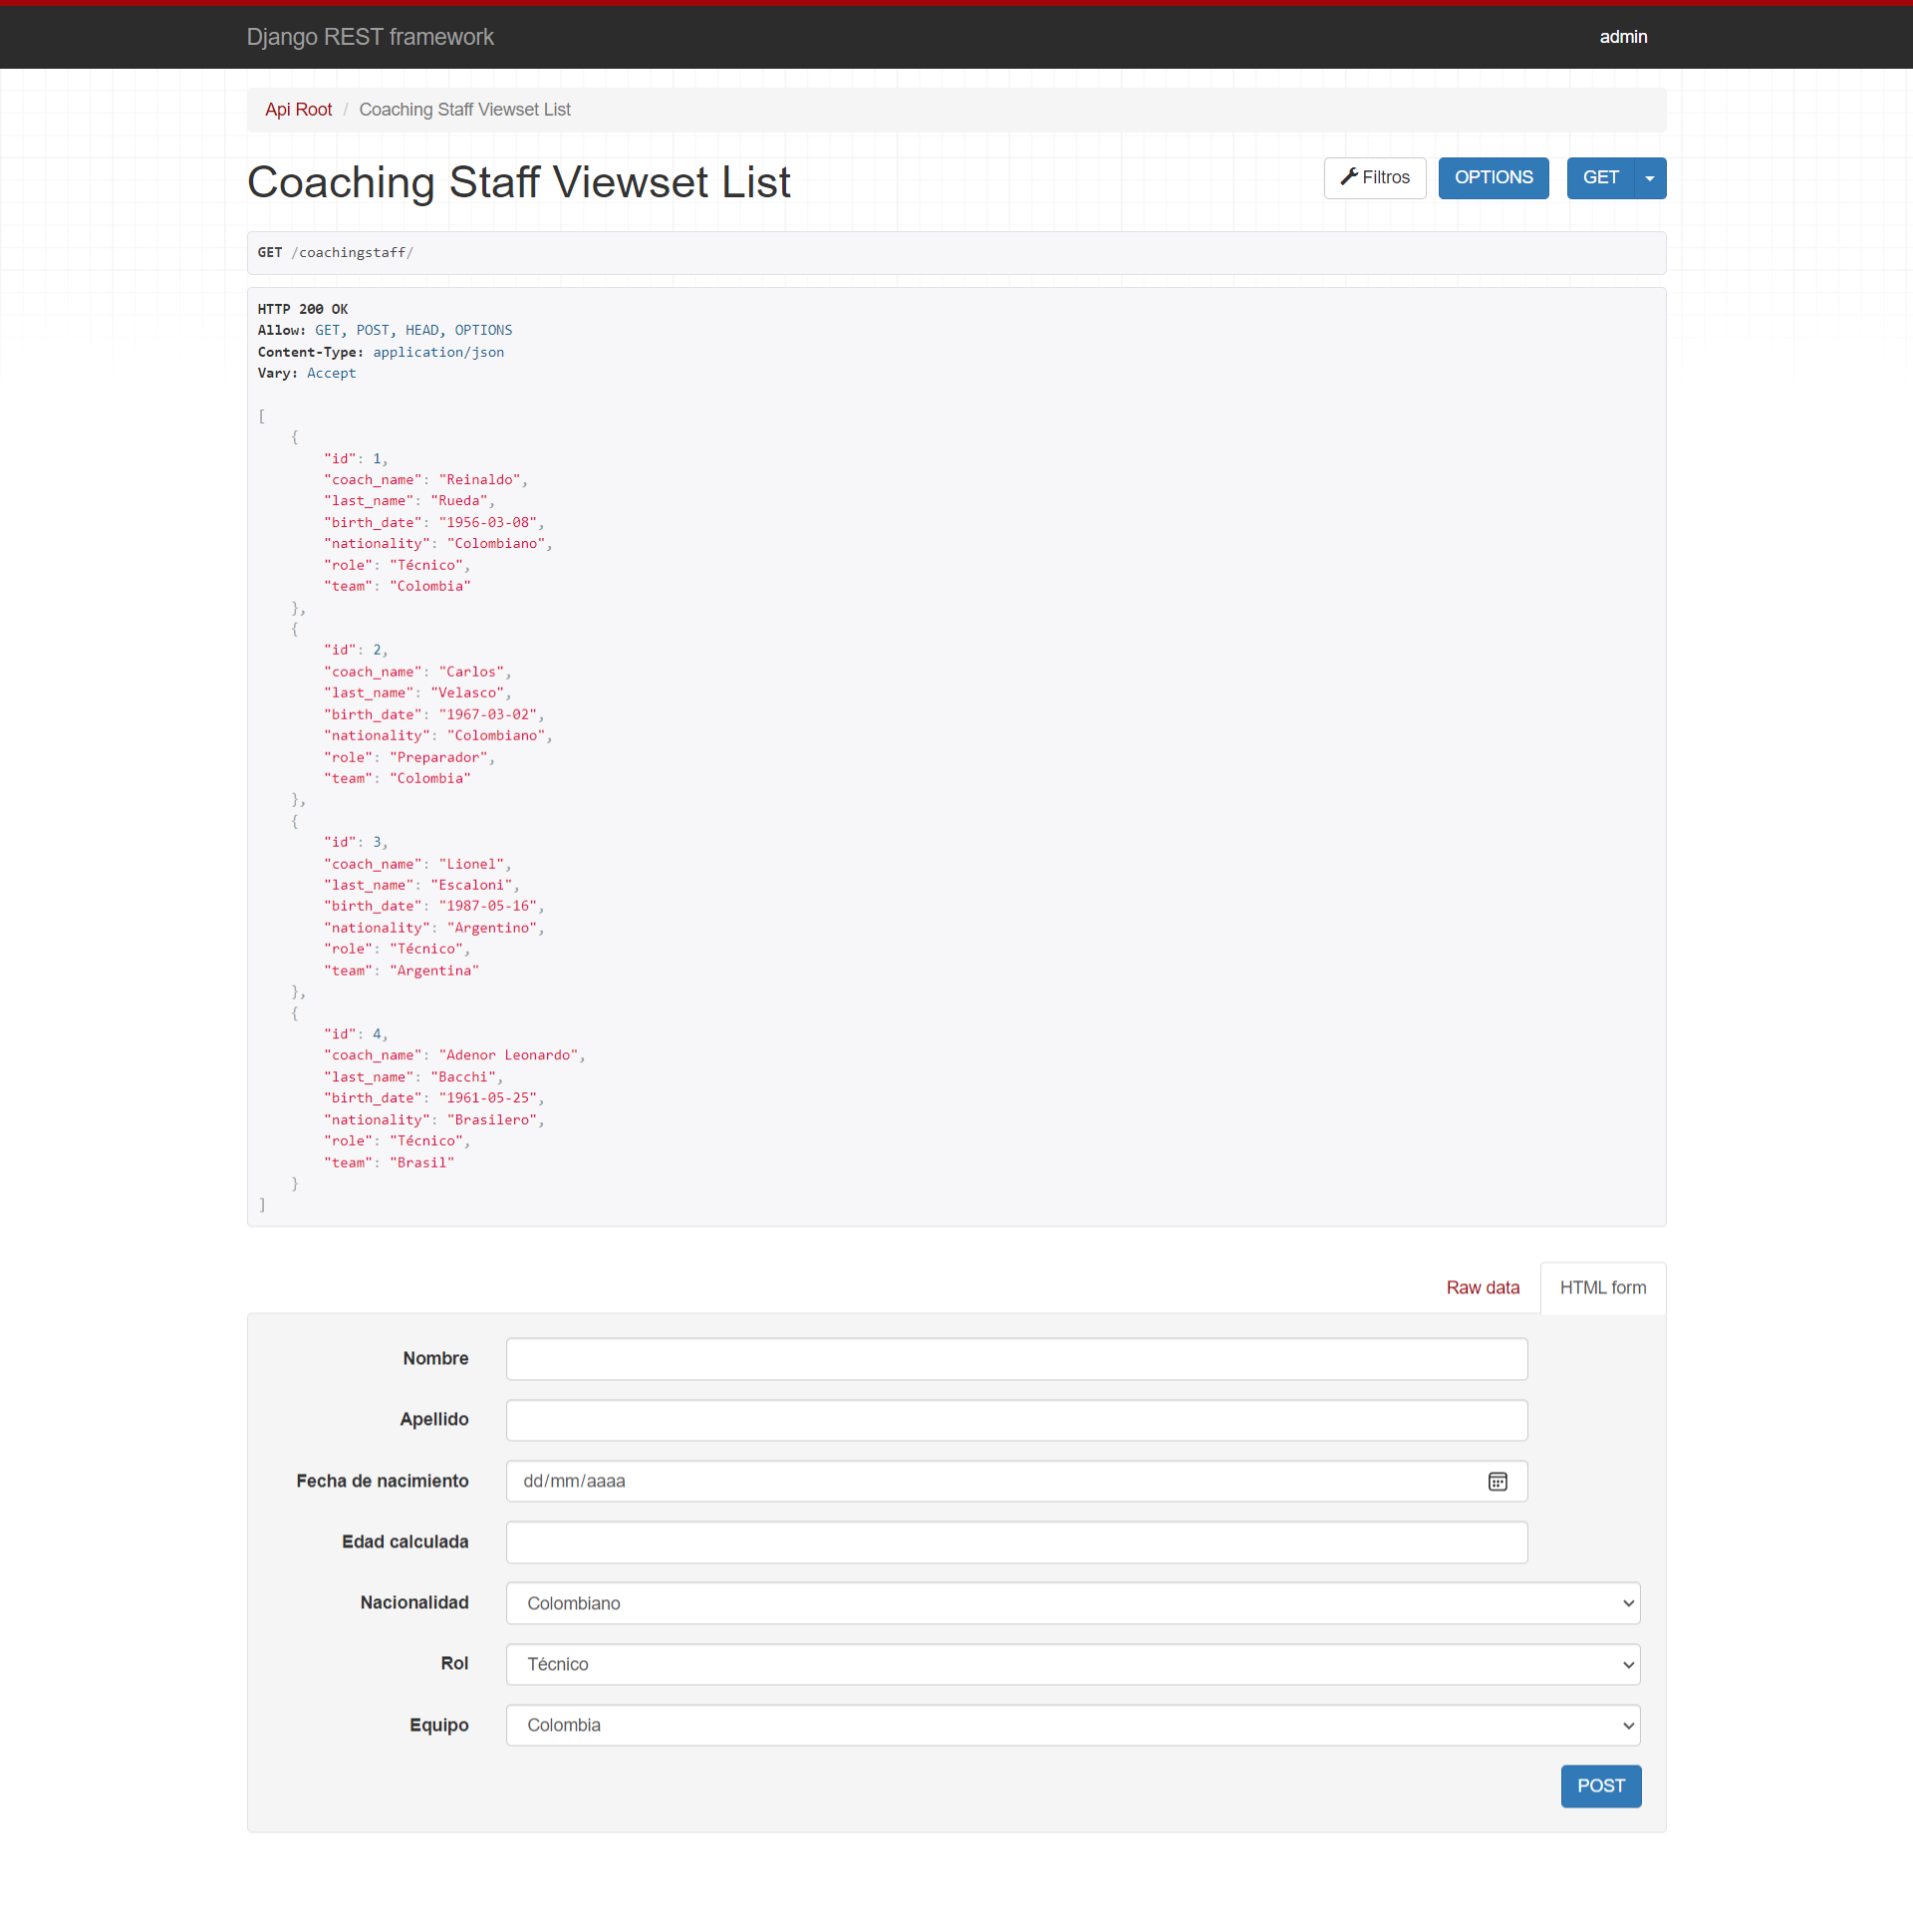 Django REST framework admin
Api Root / Coaching Staff Viewset List
Coaching Staff Viewset List Filtros OPTIONS GET
GET /coachingstaff/
HTTP 200 OK
Allow: GET, POST, HEAD, OPTIONS
Content-Type: application/json
Vary: Accept
[
{
"id": 1,
"coach_name": "Reinaldo",
"last_name": "Rueda",
"birth_date": "1956-03-08",
"nationality": "Colombiano",
"role": "Técnico",
"team": "Colombia"
},
{
"id": 2,
"coach_name": "Carlos",
"last_name": "Velasco",
"birth_date": "1967-03-02",
"nationality": "Colombiano",
"role": "Preparador",
"team": "Colombia"
},
{
"id": 3,
"coach_name": "Lionel",
"last_name": "Escaloni",
"birth_date": "1987-05-16",
"nationality": "Argentino",
"role": "Técnico",
"team": "Argentina"
},
{
"id": 4,
"coach_name": "Adenor Leonardo",
"last_name": "Bacchi",
"birth_date": "1961-05-25",
"nationality": "Brasilero",
"role": "Técnico",
"team": "Brasil"
}
]
Raw data HTML form
Nombre
Apellido
Fecha de nacimiento dd/mm/aaaa
Edad calculada
Nacionalidad Colombiano
Rol Técnico
Equipo Colombia
POST